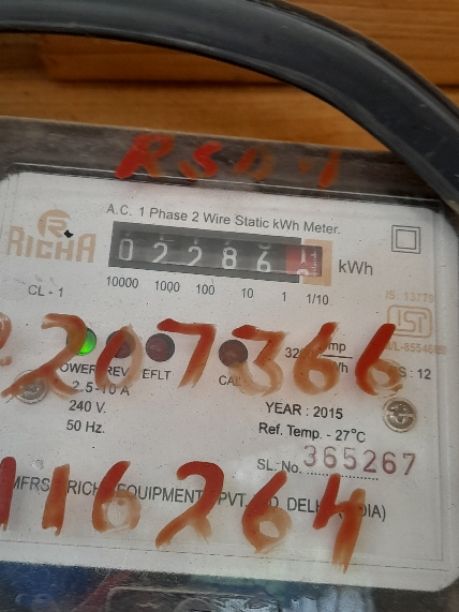 RSD-1
A.C. 1 Phase 2 Wire Static kWh Meter.
RICHA
02286 kWh
CL - 1
10000 1000 100 10 1 1/10
IS: 13779
ISI
207366
REV EFLT CAL
2.5-10 A
240 V.
50 Hz.
YEAR : 2015
Ref. Temp. - 27°C
SL. No. 365267
116264